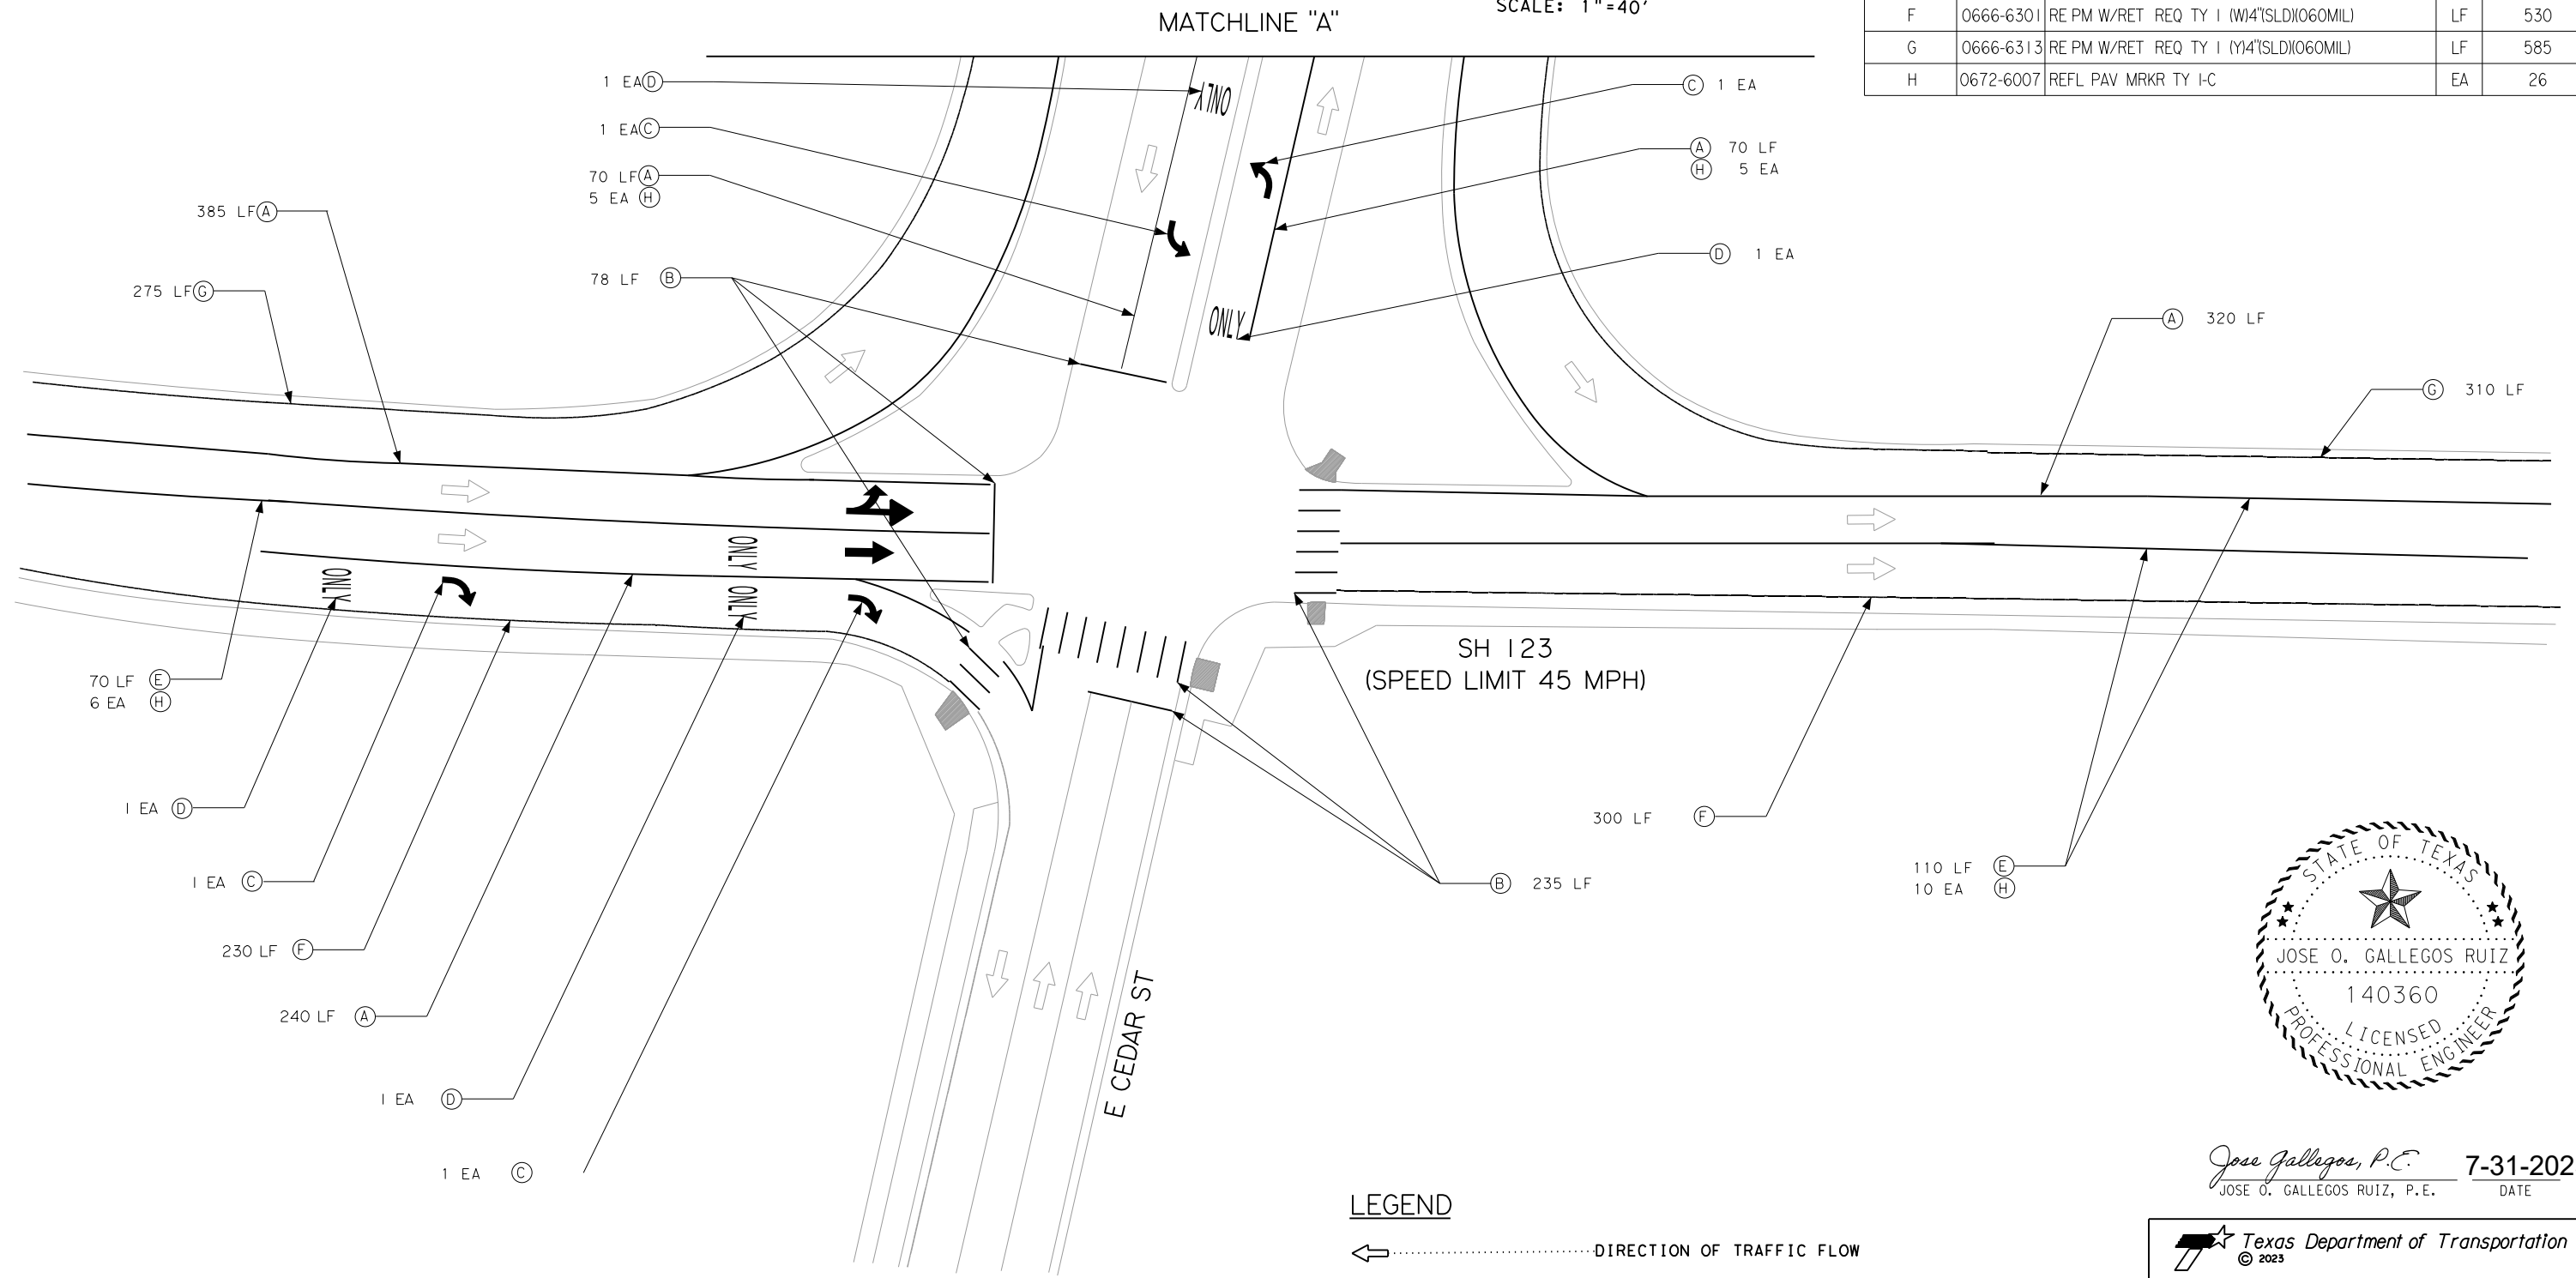 MATCHLINE "A"
SCALE: 1"=40'
F 0666-6301 RE PM W/RET REQ TY I (W)4"(SLD)(060MIL) LF 530
G 0666-6313 RE PM W/RET REQ TY I (Y)4"(SLD)(060MIL) LF 585
H 0672-6007 REFL PAV MRKR TY I-C EA 26
1 EA D
1 EA C
70 LF A
5 EA H
78 LF B
385 LF A
275 LF G
ONLY
ONLY
C 1 EA
A 70 LF
H 5 EA
D 1 EA
A 320 LF
G 310 LF
ONLY
ONLY
ONLY
70 LF E
6 EA H
1 EA D
1 EA C
230 LF F
240 LF A
1 EA D
1 EA C
SH 123
(SPEED LIMIT 45 MPH)
E CEDAR ST
B 235 LF
300 LF F
110 LF E
10 EA H
STATE OF TEXAS
JOSE O. GALLEGOS RUIZ
140360
LICENSED
PROFESSIONAL ENGINEER
Jose Gallegos, P.E. 7-31-202
JOSE O. GALLEGOS RUIZ, P.E. DATE
LEGEND
DIRECTION OF TRAFFIC FLOW
Texas Department of Transportation
© 2023